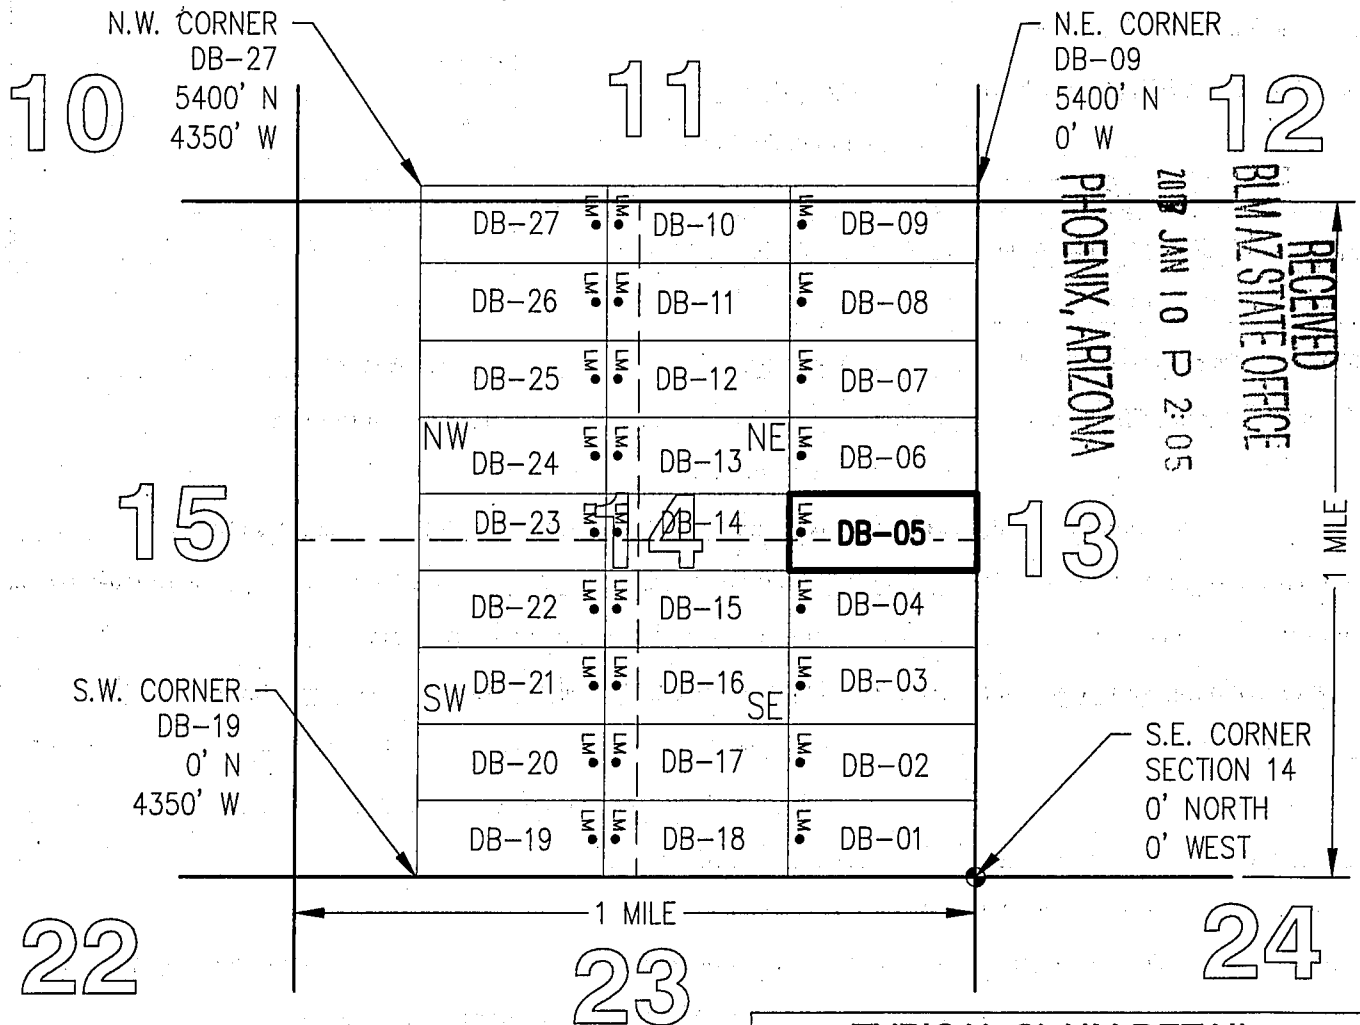 N.W. CORNER
DB-27
5400' N
4350' W
N.E. CORNER
DB-09
5400' N
0' W
10
11
12
RECEIVED
BLM AZ STATE OFFICE
JAN 10 P 2:05
PHOENIX, ARIZONA
DB-27 LM LM DB-10 LM DB-09
DB-26 LM LM DB-11 LM DB-08
DB-25 LM LM DB-12 LM DB-07
NW DB-24 LM LM DB-13 NE LM DB-06
15
DB-23 LM LM DB-14 LM DB-05
14
13
1 MILE
DB-22 LM LM DB-15 LM DB-04
SW DB-21 LM LM DB-16 SE LM DB-03
DB-20 LM LM DB-17 LM DB-02
DB-19 LM LM DB-18 LM DB-01
S.W. CORNER
DB-19
0' N
4350' W
S.E. CORNER
SECTION 14
0' NORTH
0' WEST
1 MILE
22
23
24